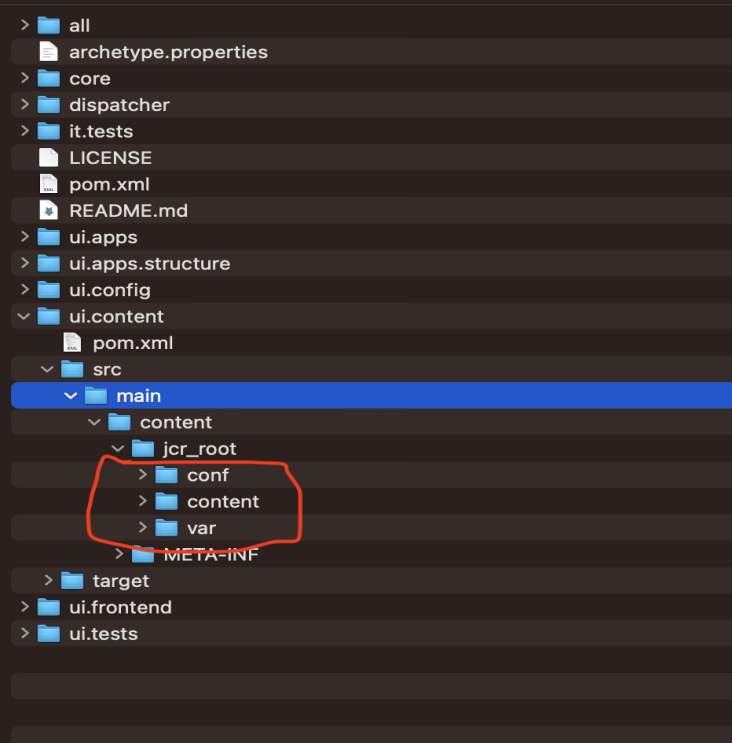 all
archetype.properties
core
dispatcher
it.tests
LICENSE
pom.xml
README.md
ui.apps
ui.apps.structure
ui.config
ui.content
pom.xml
src
main
content
jcr_root
conf
content
var
META-INF
target
ui.frontend
ui.tests